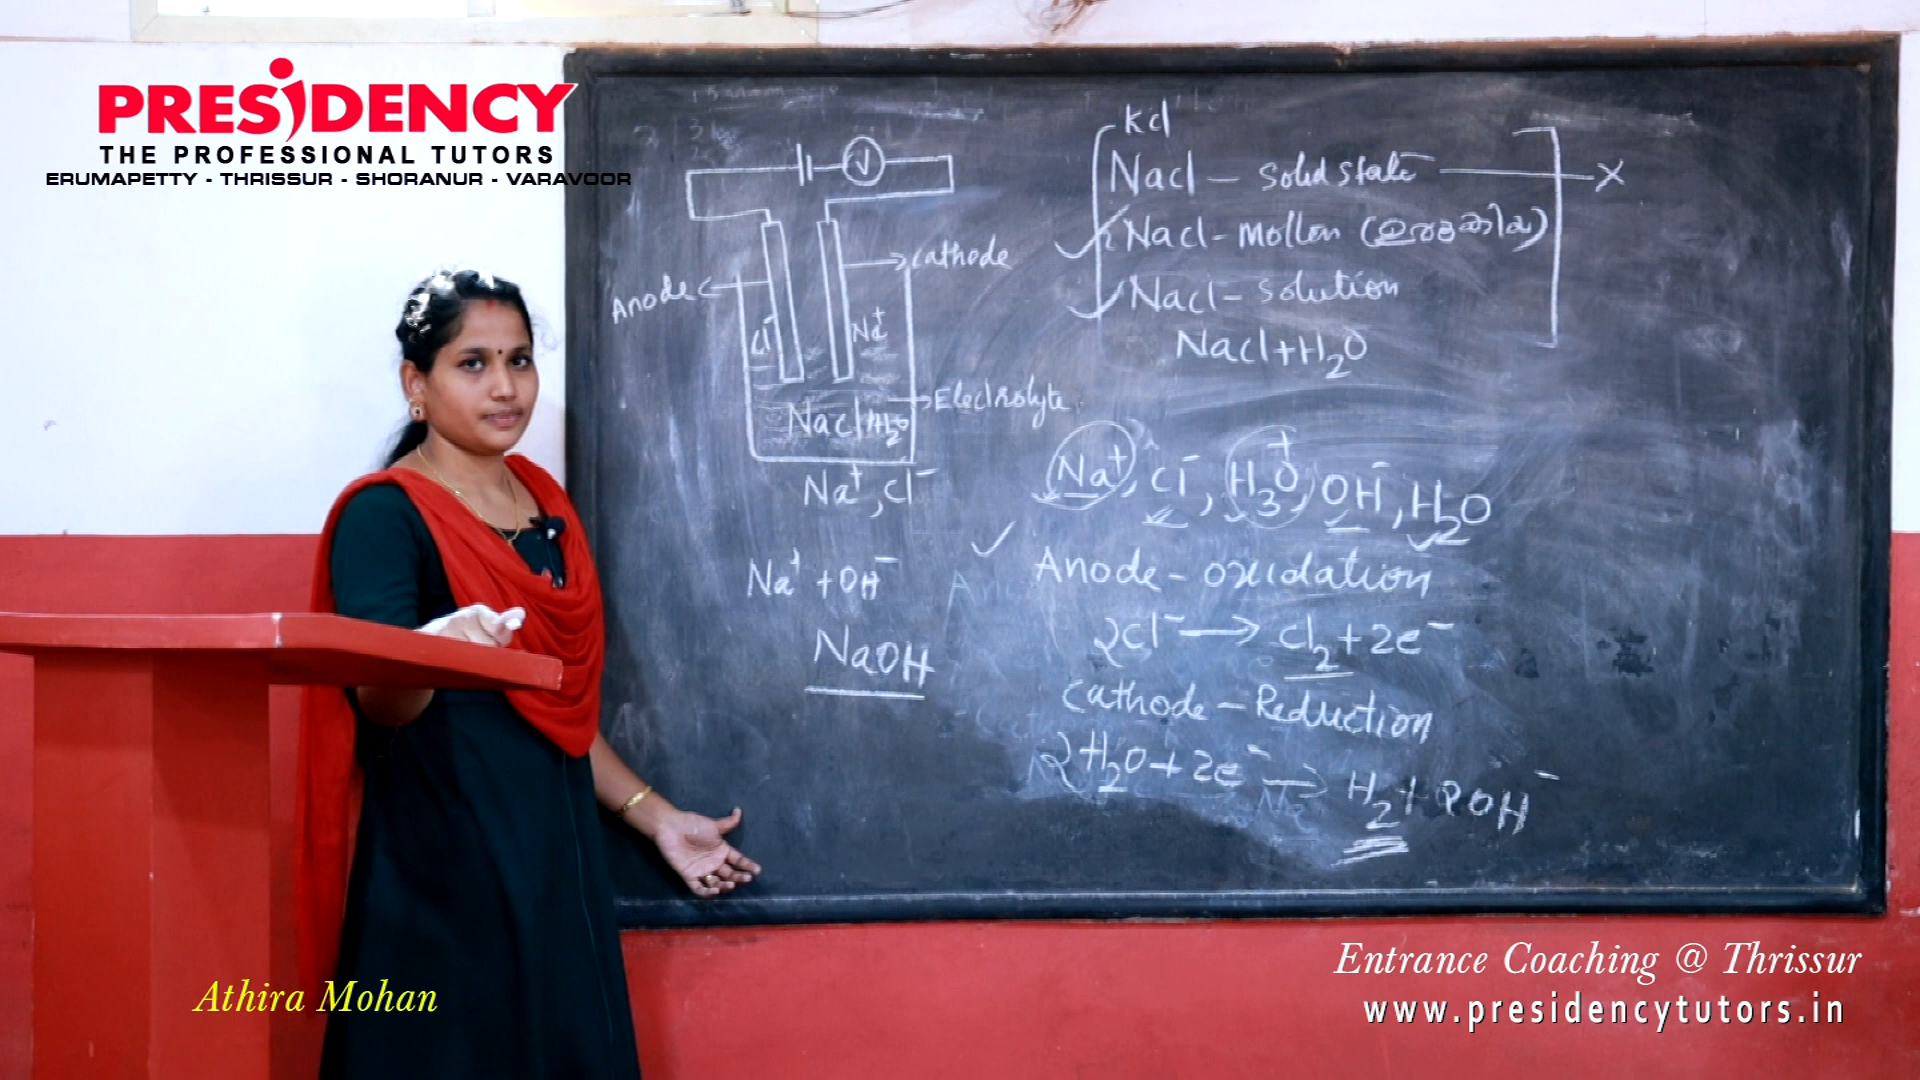 PRESiDENCY
THE PROFESSIONAL TUTORS
ERUMAPETTY - THRISSUR - SHORANUR - VARAVOOR
V
Anode
Cathode
Cl⁻
Na⁺
Electrolyte
Nacl/H₂O
Na⁺, Cl⁻
Na⁺ + OH⁻
NaOH
Kcl
Nacl - Solid state X
Nacl - Molten
Nacl - Solution
Nacl + H₂O
Na⁺, Cl⁻, H₃O⁺, OH⁻, H₂O
Anode - oxidation
2Cl⁻ → Cl₂ + 2e⁻
Cathode - Reduction
2H₂O + 2e⁻ → H₂ + 2OH⁻
Athira Mohan
Entrance Coaching @ Thrissur
www.presidencytutors.in